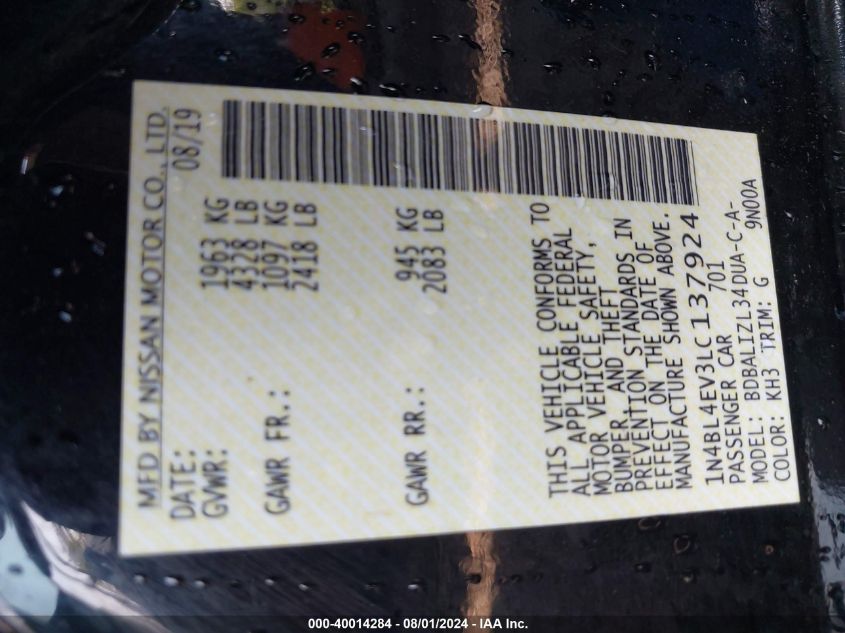 MFD BY NISSAN MOTOR CO., LTD.
DATE: 08/19
GVWR: 1963 KG
4328 LB
GAWR FR.: 1097 KG
2418 LB
GAWR RR.: 945 KG
2083 LB
THIS VEHICLE CONFORMS TO
ALL APPLICABLE FEDERAL
MOTOR VEHICLE SAFETY,
BUMPER, AND THEFT
PREVENTION STANDARDS IN
EFFECT ON THE DATE OF
MANUFACTURE SHOWN ABOVE.
1N4BL4EV3LC137924
PASSENGER CAR 701
MODEL: BDBALIZL34DUA-C-A-
COLOR: KH3 TRIM: G 9N00A
000-40014284 - 08/01/2024 - IAA Inc.